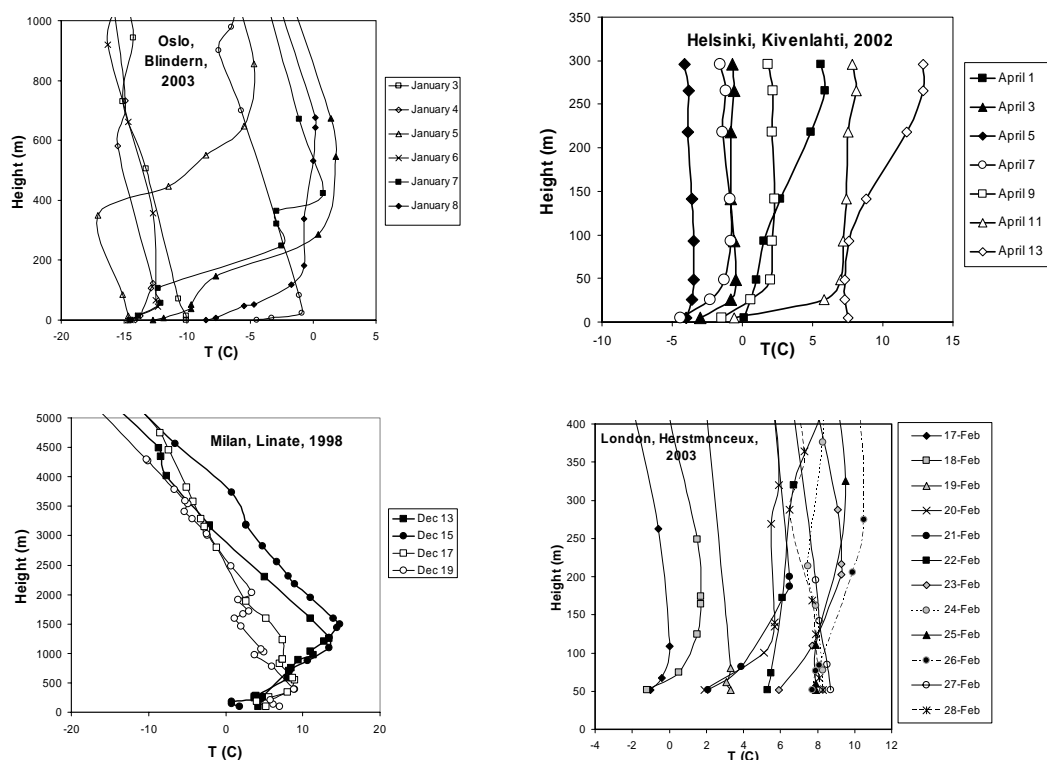 1000
800
600
400
200
0
-20
-15
-10
-5
0
5
Height (m)
T (C)
Oslo,
Blindern,
2003
January 3
January 4
January 5
January 6
January 7
January 8
350
300
250
200
150
100
50
0
-10
-5
0
5
10
15
Height (m)
T(C)
Helsinki, Kivenlahti, 2002
April 1
April 3
April 5
April 7
April 9
April 11
April 13
5000
4500
4000
3500
3000
2500
2000
1500
1000
500
0
-20
-10
0
10
20
Height (m)
T (C)
Milan, Linate, 1998
Dec 13
Dec 15
Dec 17
Dec 19
400
350
300
250
200
150
100
50
0
-4
-2
0
2
4
6
8
10
12
Height (m)
T (C)
London, Herstmonceux,
2003
17-Feb
18-Feb
19-Feb
20-Feb
21-Feb
22-Feb
23-Feb
24-Feb
25-Feb
26-Feb
27-Feb
28-Feb